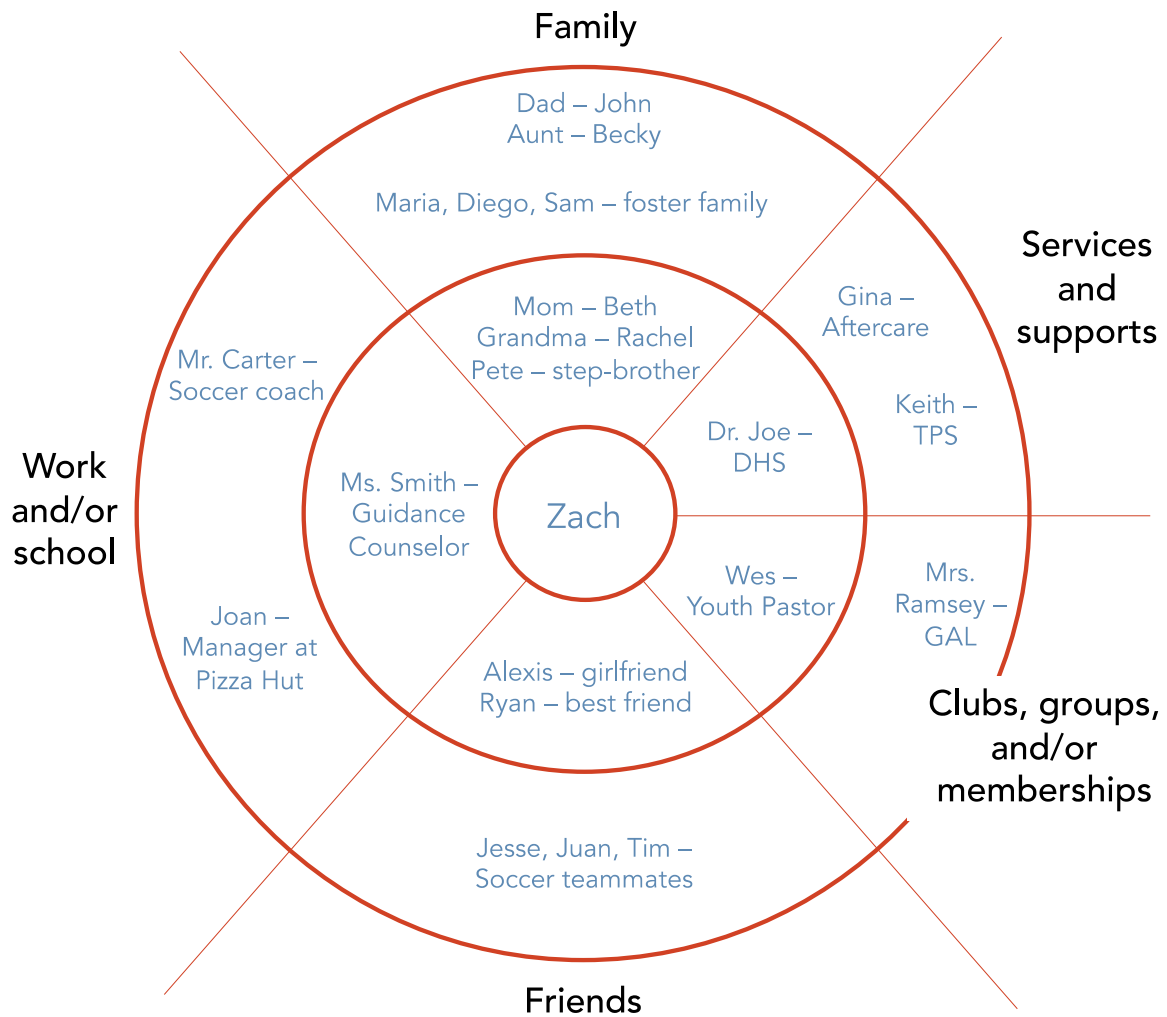 Family
Dad – John
Aunt – Becky
Maria, Diego, Sam – foster family
Mom – Beth
Grandma – Rachel
Pete – step-brother
Services
and
supports
Gina –
Aftercare
Keith –
TPS
Dr. Joe –
DHS
Mr. Carter –
Soccer coach
Work
and/or
school
Ms. Smith –
Guidance
Counselor
Zach
Joan –
Manager at
Pizza Hut
Wes –
Youth Pastor
Mrs.
Ramsey –
GAL
Clubs, groups,
and/or
memberships
Alexis – girlfriend
Ryan – best friend
Jesse, Juan, Tim –
Soccer teammates
Friends